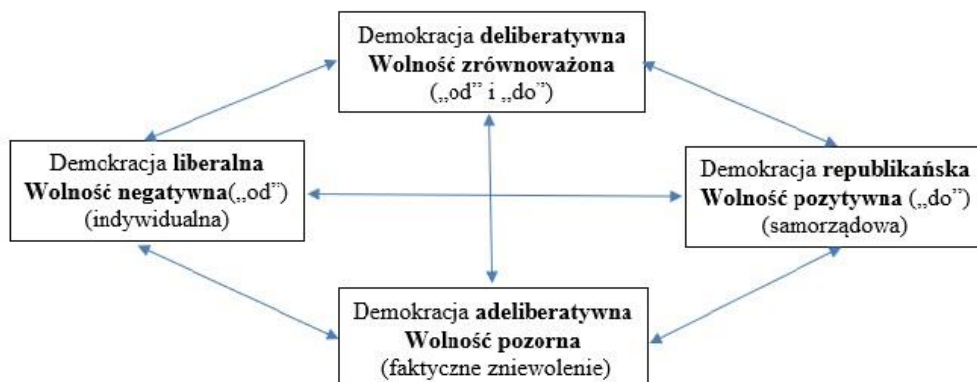 Demokracja deliberatywna
Wolność zrównoważona
(„od” i „do”)
Demokracja liberalna
Wolność negatywna(„od”)
(indywidualna)
Demokracja republikańska
Wolność pozytywna („do”)
(samorządowa)
Demokracja adeliberatywna
Wolność pozorna
(faktyczne zniewolenie)